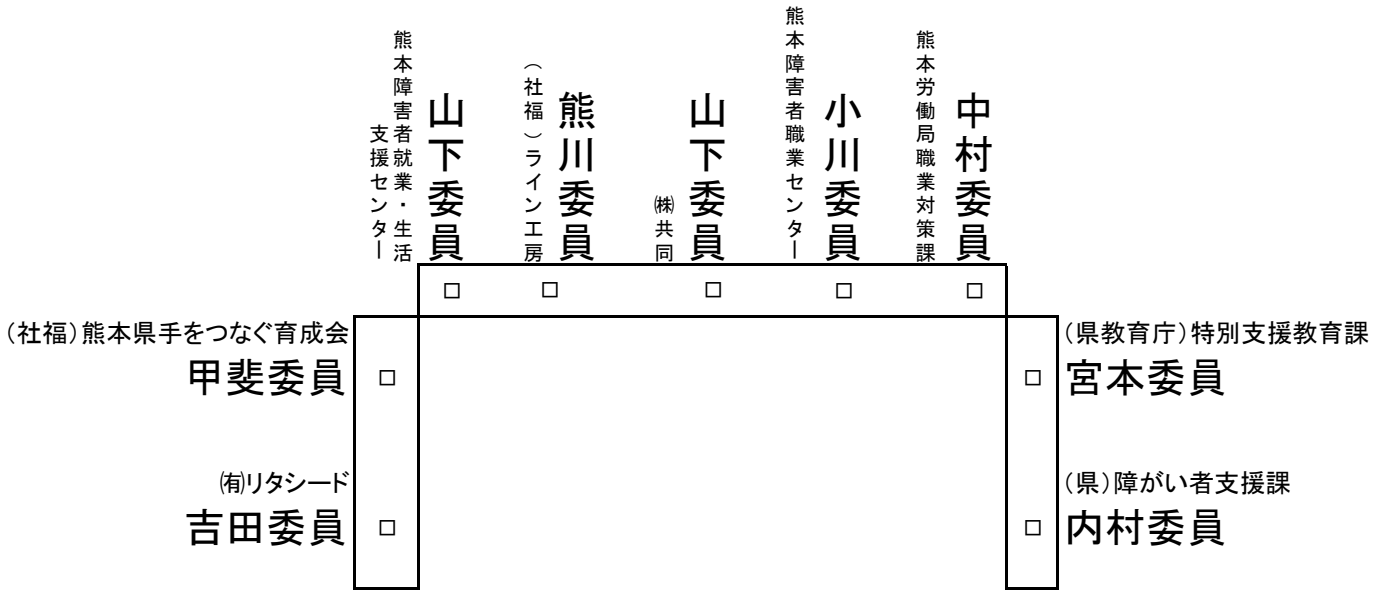 熊本障害者就業・生活
支援センター
山下委員
（社福）ライン工房
熊川委員
㈱共同
山下委員
熊本障害者職業センター
小川委員
熊本労働局職業対策課
中村委員
（社福）熊本県手をつなぐ育成会
甲斐委員
㈲リタシード
吉田委員
（県教育庁）特別支援教育課
宮本委員
（県）障がい者支援課
内村委員